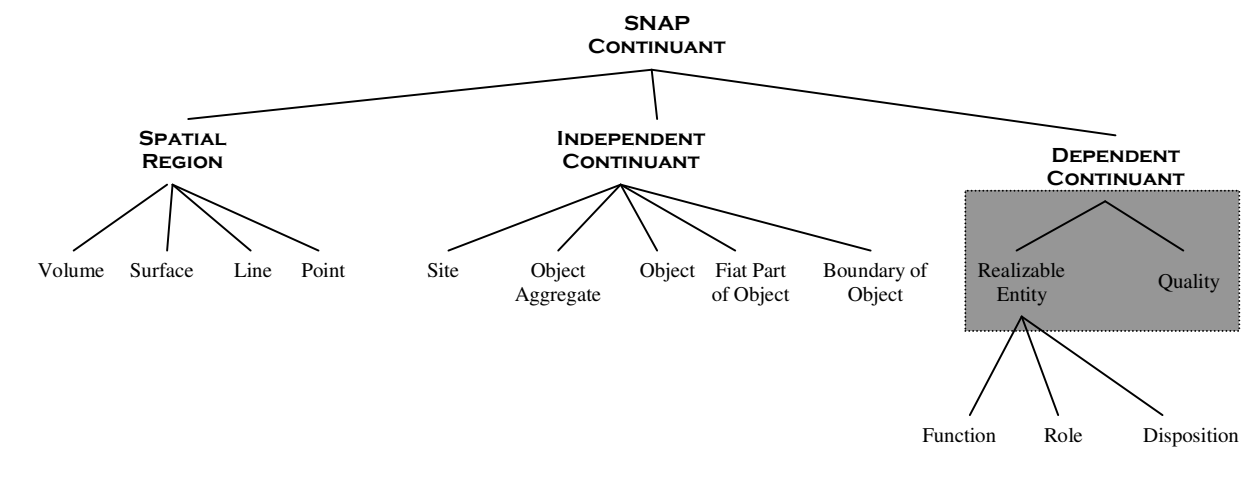 SNAP
CONTINUANT
SPATIAL
REGION
INDEPENDENT
CONTINUANT
DEPENDENT
CONTINUANT
Volume
Surface
Line
Point
Site
Object
Aggregate
Object
Fiat Part
of Object
Boundary of
Object
Realizable
Entity
Quality
Function
Role
Disposition